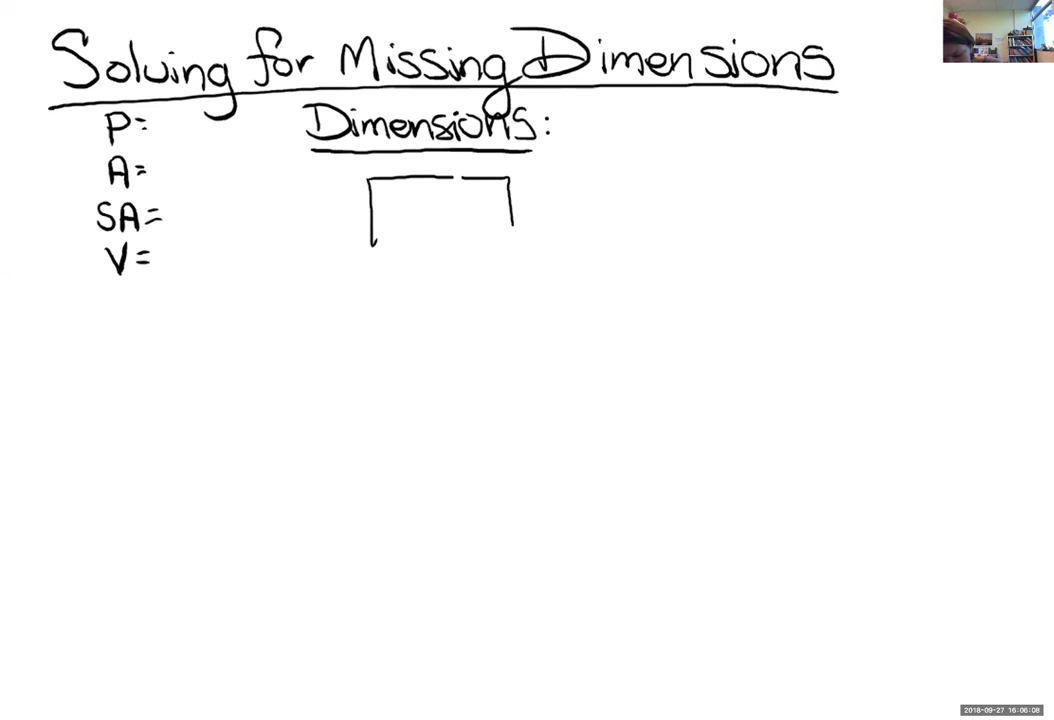 Solving for Missing Dimensions
P=
Dimensions:
A=
SA=
V=
2018-09-27 16:06:08